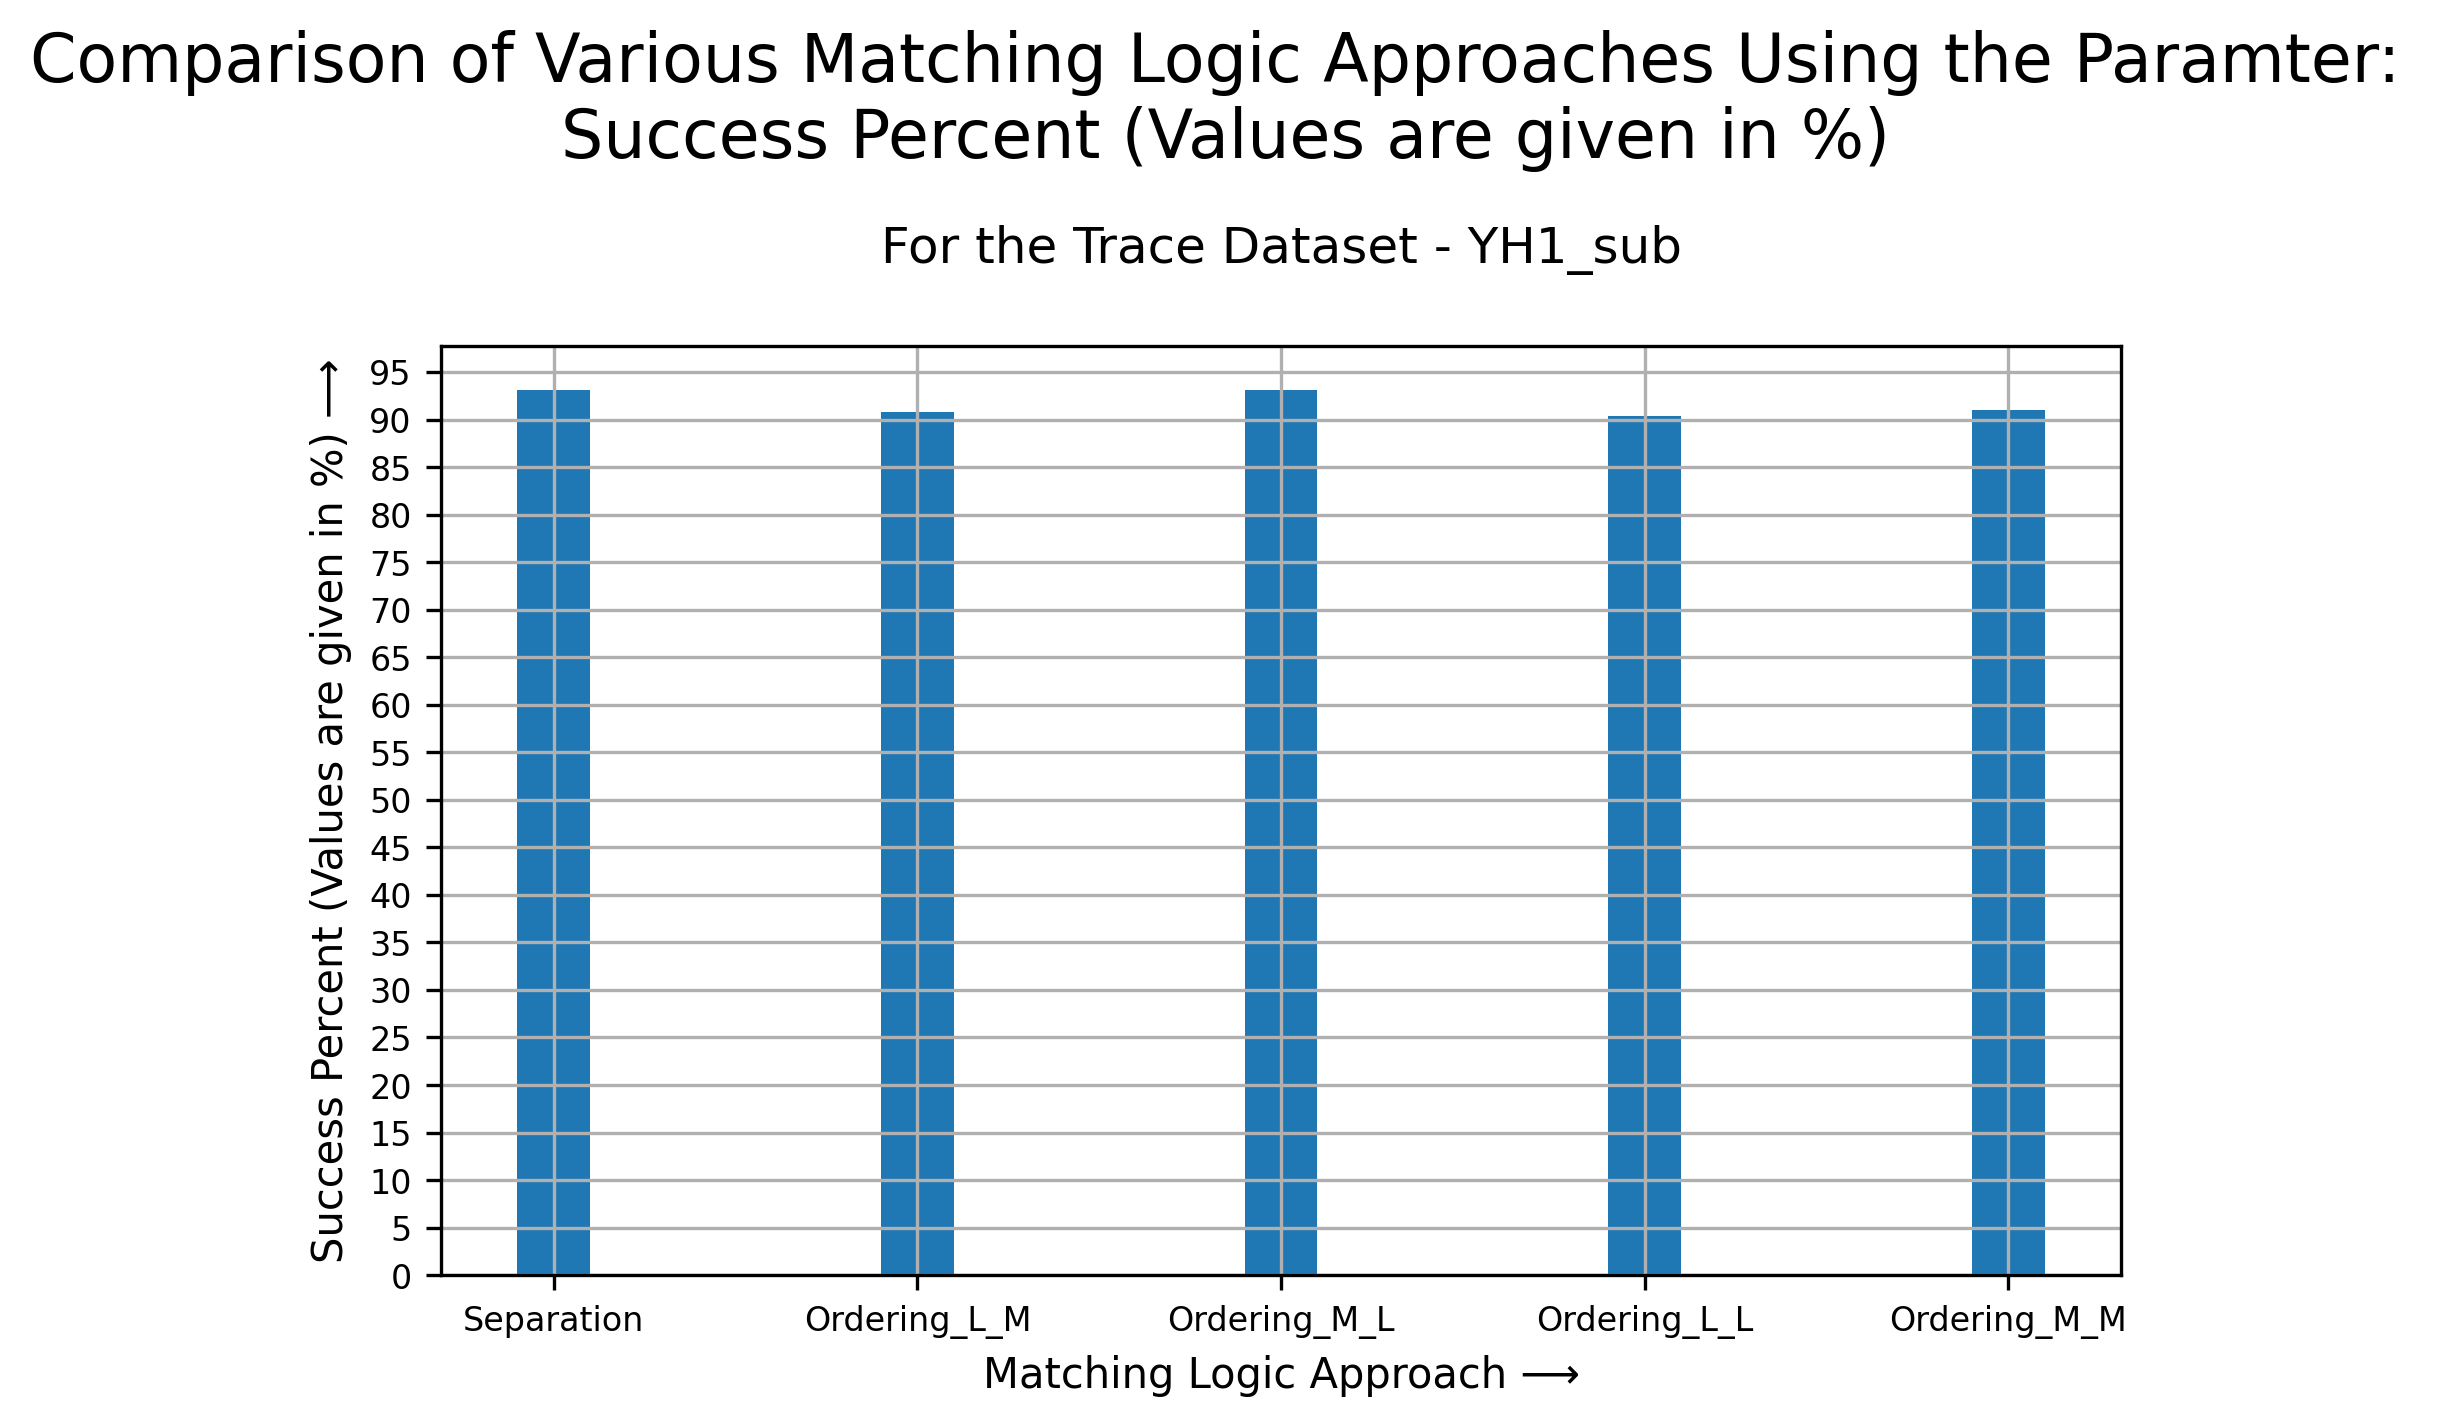 Comparison of Various Matching Logic Approaches Using the Paramter:
Success Percent (Values are given in %)
For the Trace Dataset - YH1_sub
Success Percent (Values are given in %) ⟶
95
90
85
80
75
70
65
60
55
50
45
40
35
30
25
20
15
10
5
0
Separation
Ordering_L_M
Ordering_M_L
Ordering_L_L
Ordering_M_M
Matching Logic Approach ⟶